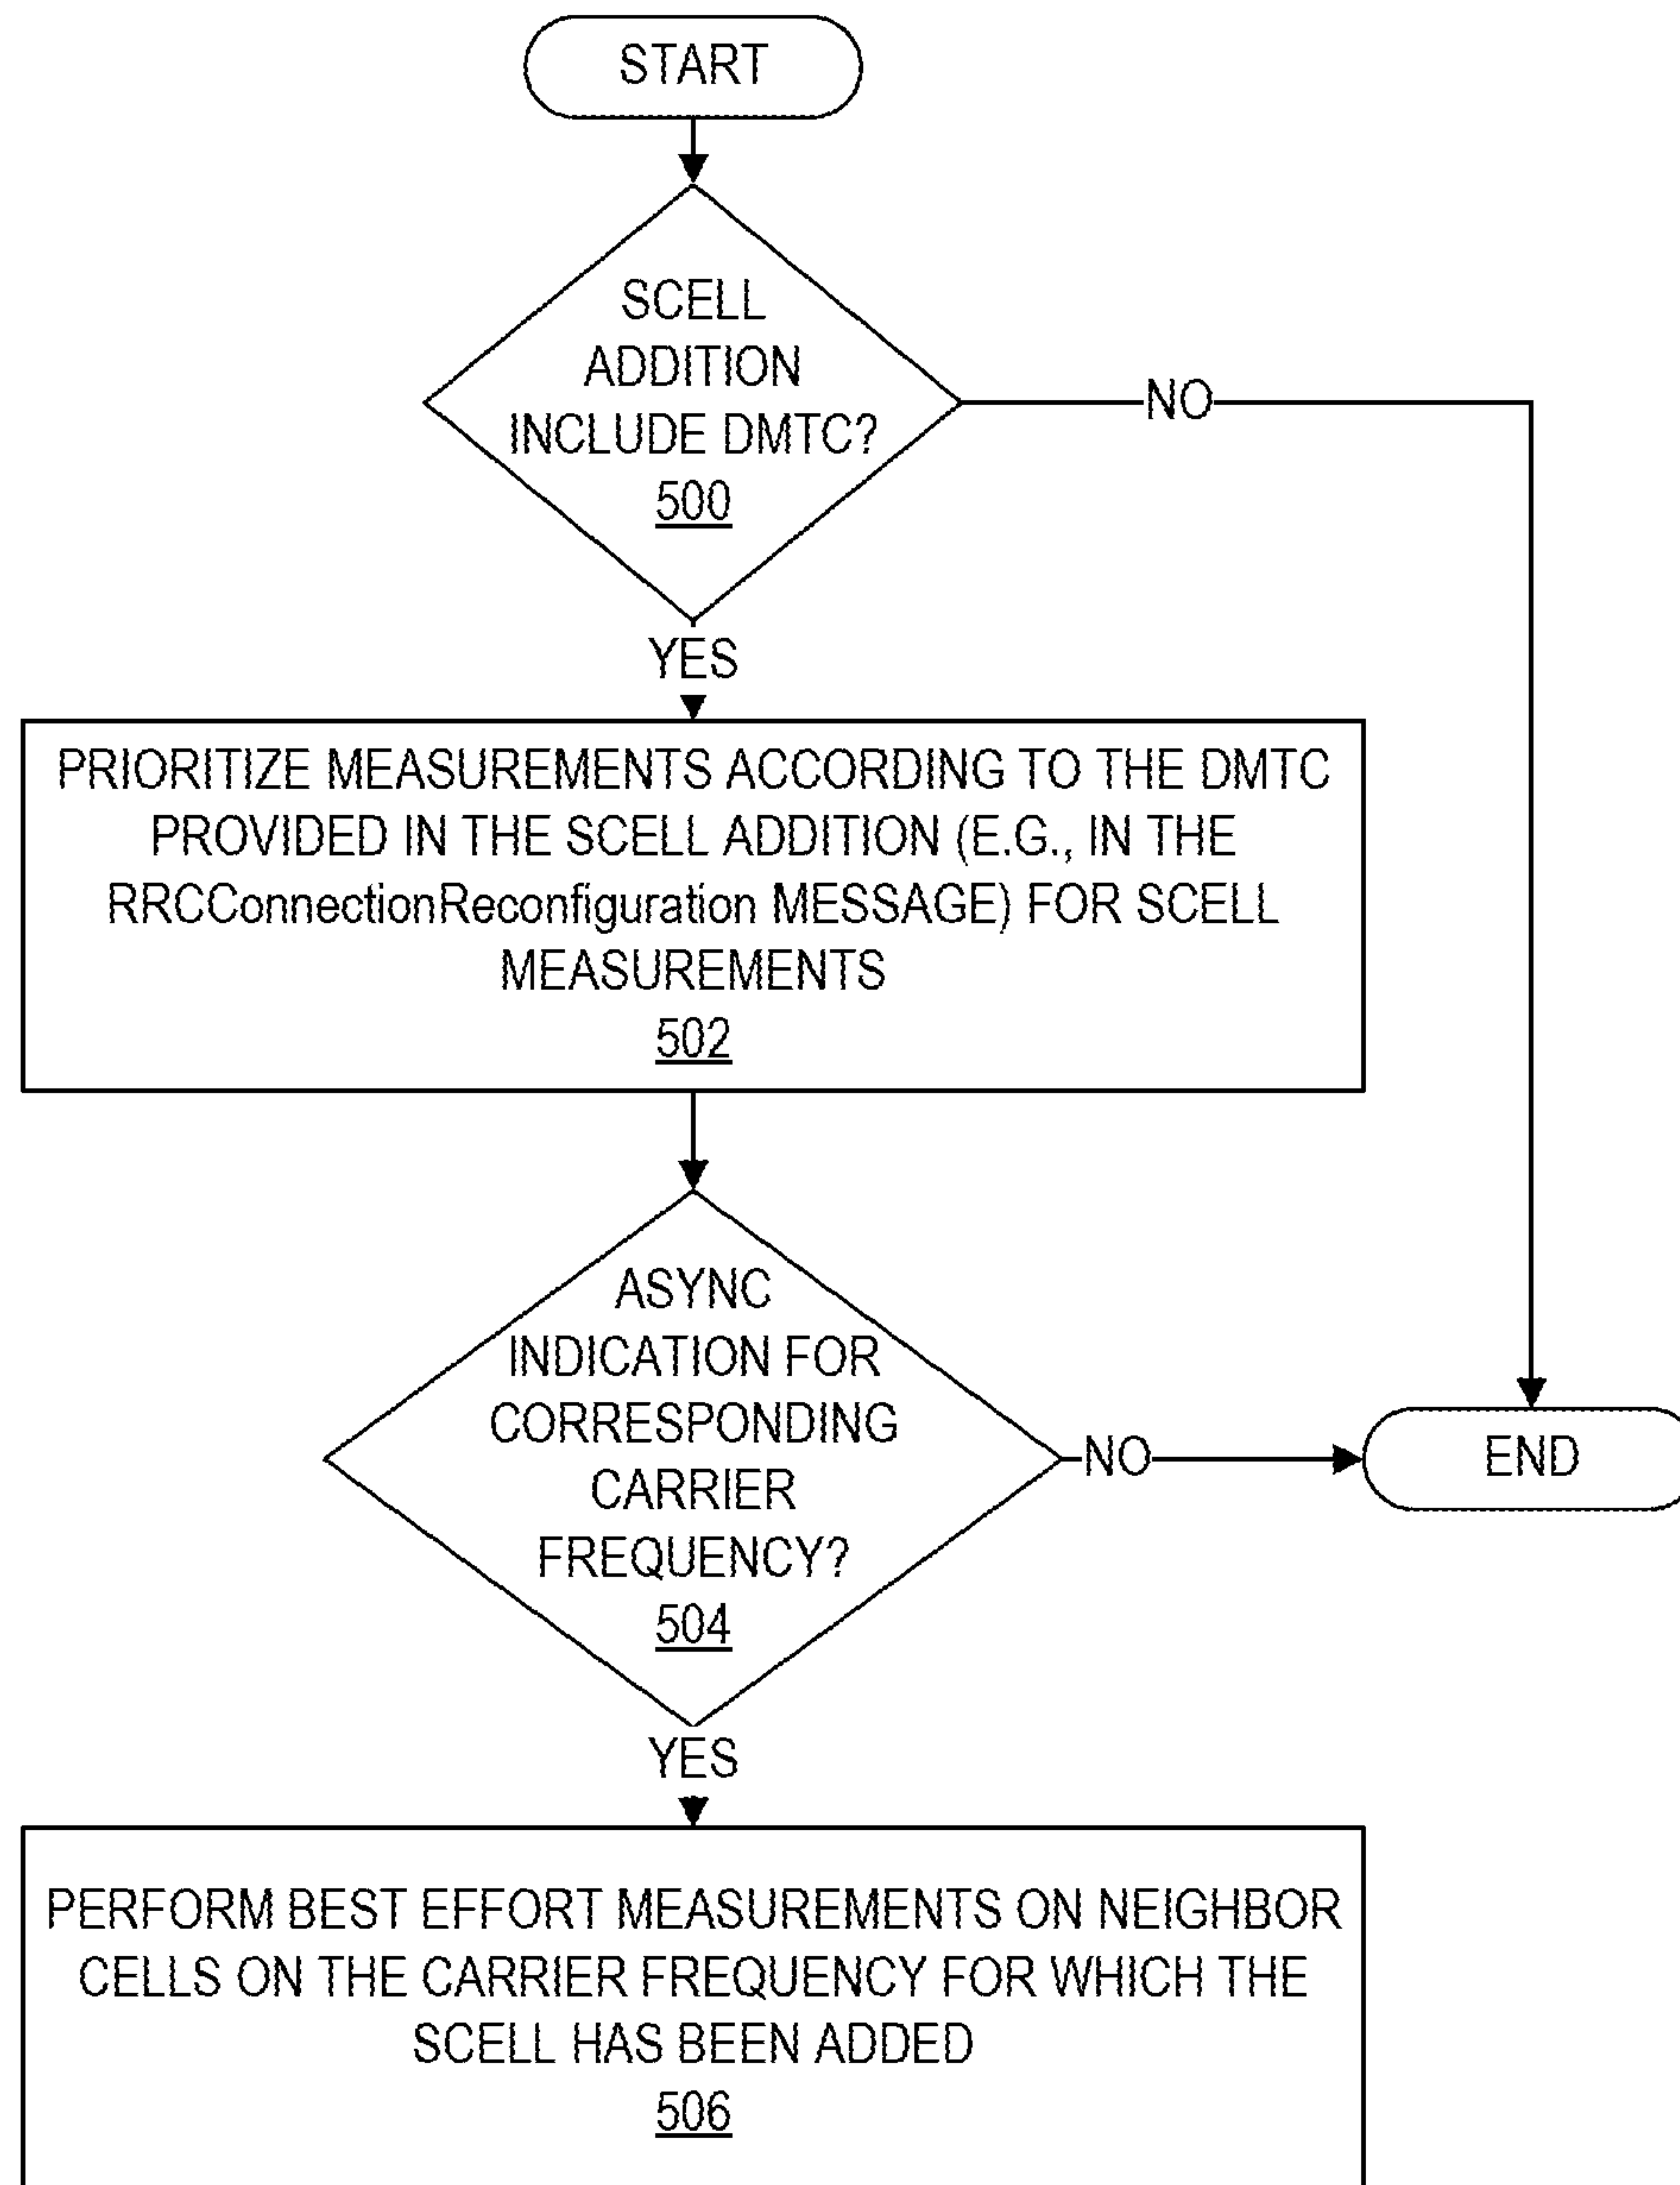 START
SCELL
ADDITION
INCLUDE DMTC?
500
NO
YES
PRIORITIZE MEASUREMENTS ACCORDING TO THE DMTC
PROVIDED IN THE SCELL ADDITION (E.G., IN THE
RRCConnectionReconfiguration MESSAGE) FOR SCELL
MEASUREMENTS
502
ASYNC
INDICATION FOR
CORRESPONDING
CARRIER
FREQUENCY?
504
NO
END
YES
PERFORM BEST EFFORT MEASUREMENTS ON NEIGHBOR
CELLS ON THE CARRIER FREQUENCY FOR WHICH THE
SCELL HAS BEEN ADDED
506